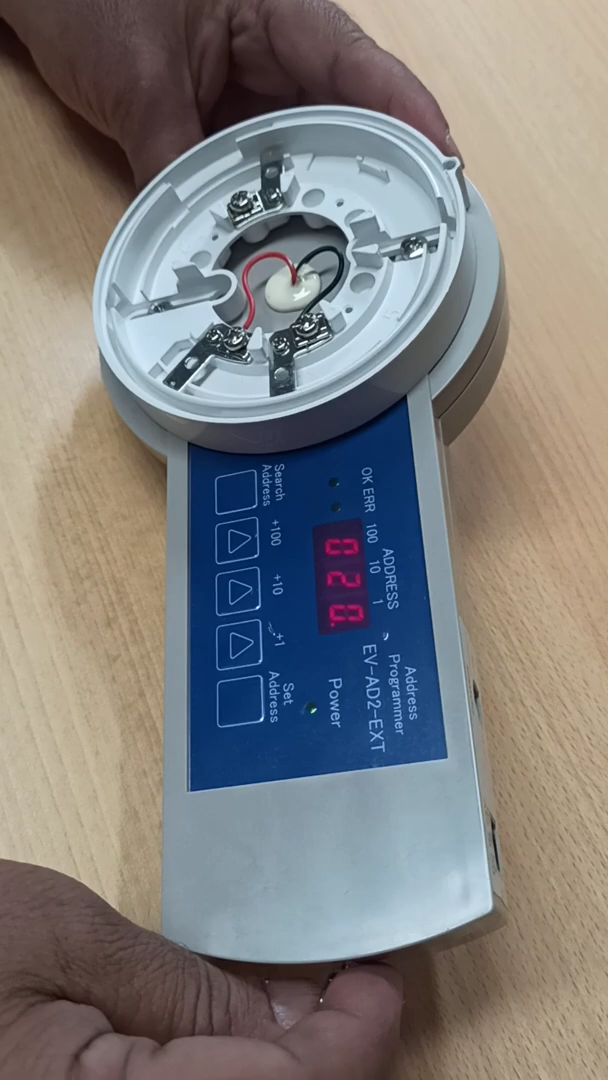 OK ERR
ADDRESS
100 10 1
020.
Address
Programmer
EV-AD2-EXT
Power
Search
Address
+100
+10
+1
Set
Address